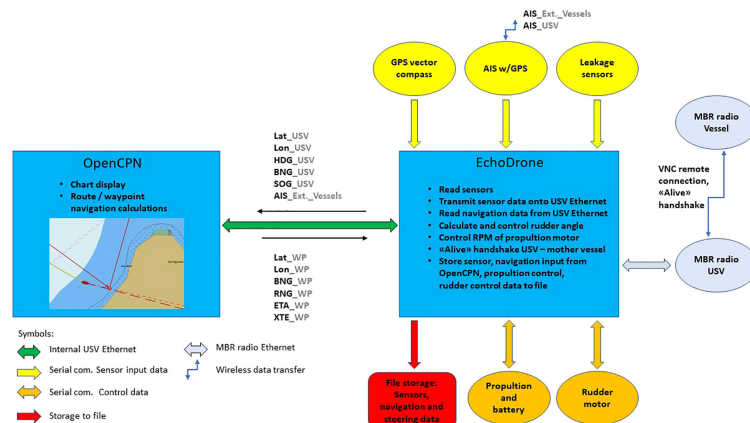 AIS_Ext._Vessels
AIS_USV
GPS vector
compass
AIS w/GPS
Leakage
sensors
MBR radio
Vessel
Lat_USV
Lon_USV
HDG_USV
BNG_USV
SOG_USV
AIS_Ext._Vessels
OpenCPN
• Chart display
• Route / waypoint
navigation calculations
EchoDrone
• Read sensors
• Transmit sensor data onto USV Ethernet
• Read navigation data from USV Ethernet
• Calculate and control rudder angle
• Control RPM of propultion motor
• «Alive» handshake USV – mother vessel
• Store sensor, navigation input from
OpenCPN, propultion control,
rudder control data to file
VNC remote
connection,
«Alive»
handshake
MBR radio
USV
Lat_WP
Lon_WP
BNG_WP
RNG_WP
ETA_WP
XTE_WP
Symbols:
Internal USV Ethernet
MBR radio Ethernet
Serial com. Sensor input data
Wireless data transfer
Serial com. Control data
Storage to file
File storage:
Sensors,
navigation and
steering data
Propultion
and
battery
Rudder
motor